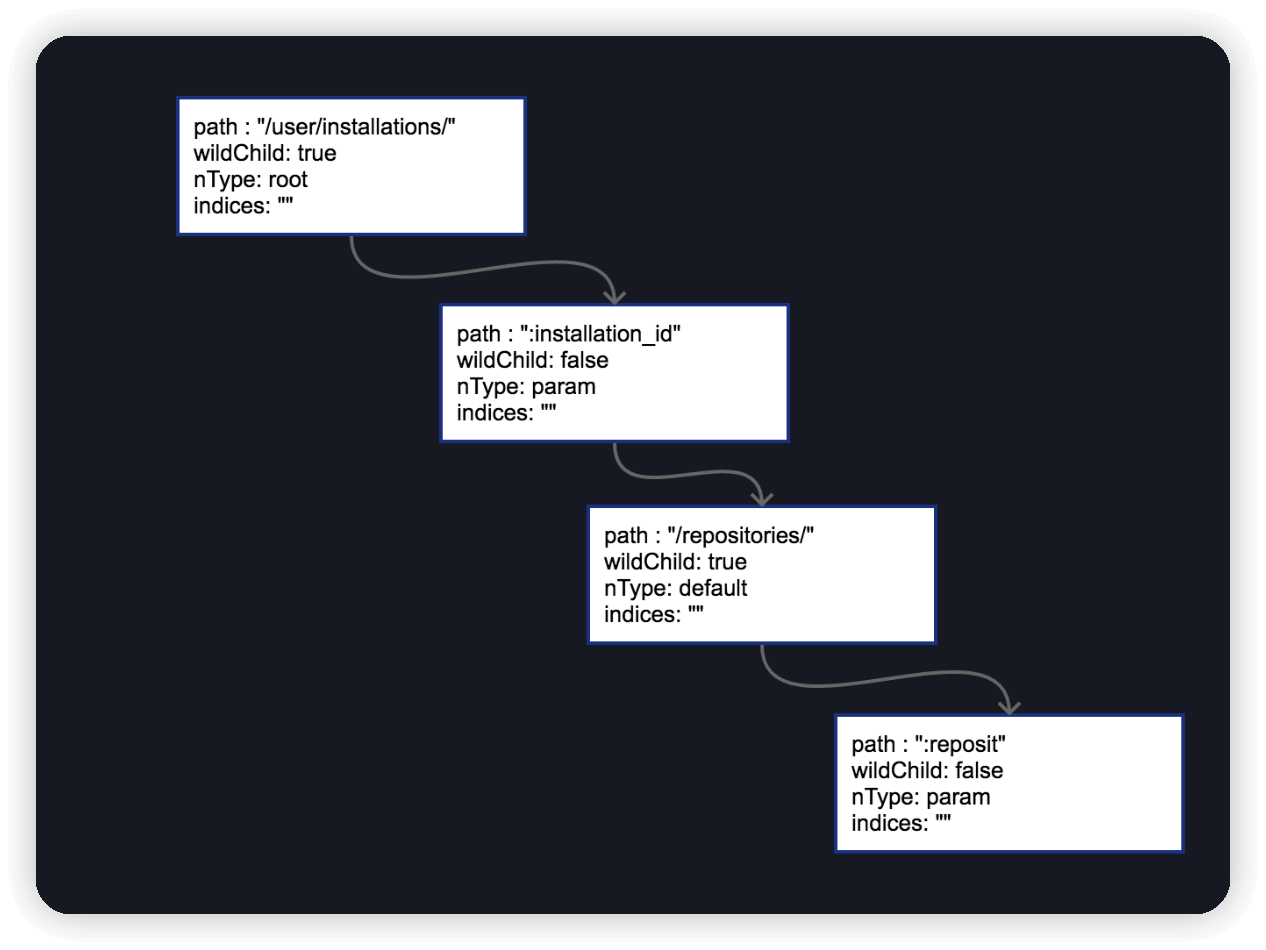 path : "/user/installations/"
wildChild: true
nType: root
indices: ""
path : ":installation_id"
wildChild: false
nType: param
indices: ""
path : "/repositories/"
wildChild: true
nType: default
indices: ""
path : ":reposit"
wildChild: false
nType: param
indices: ""